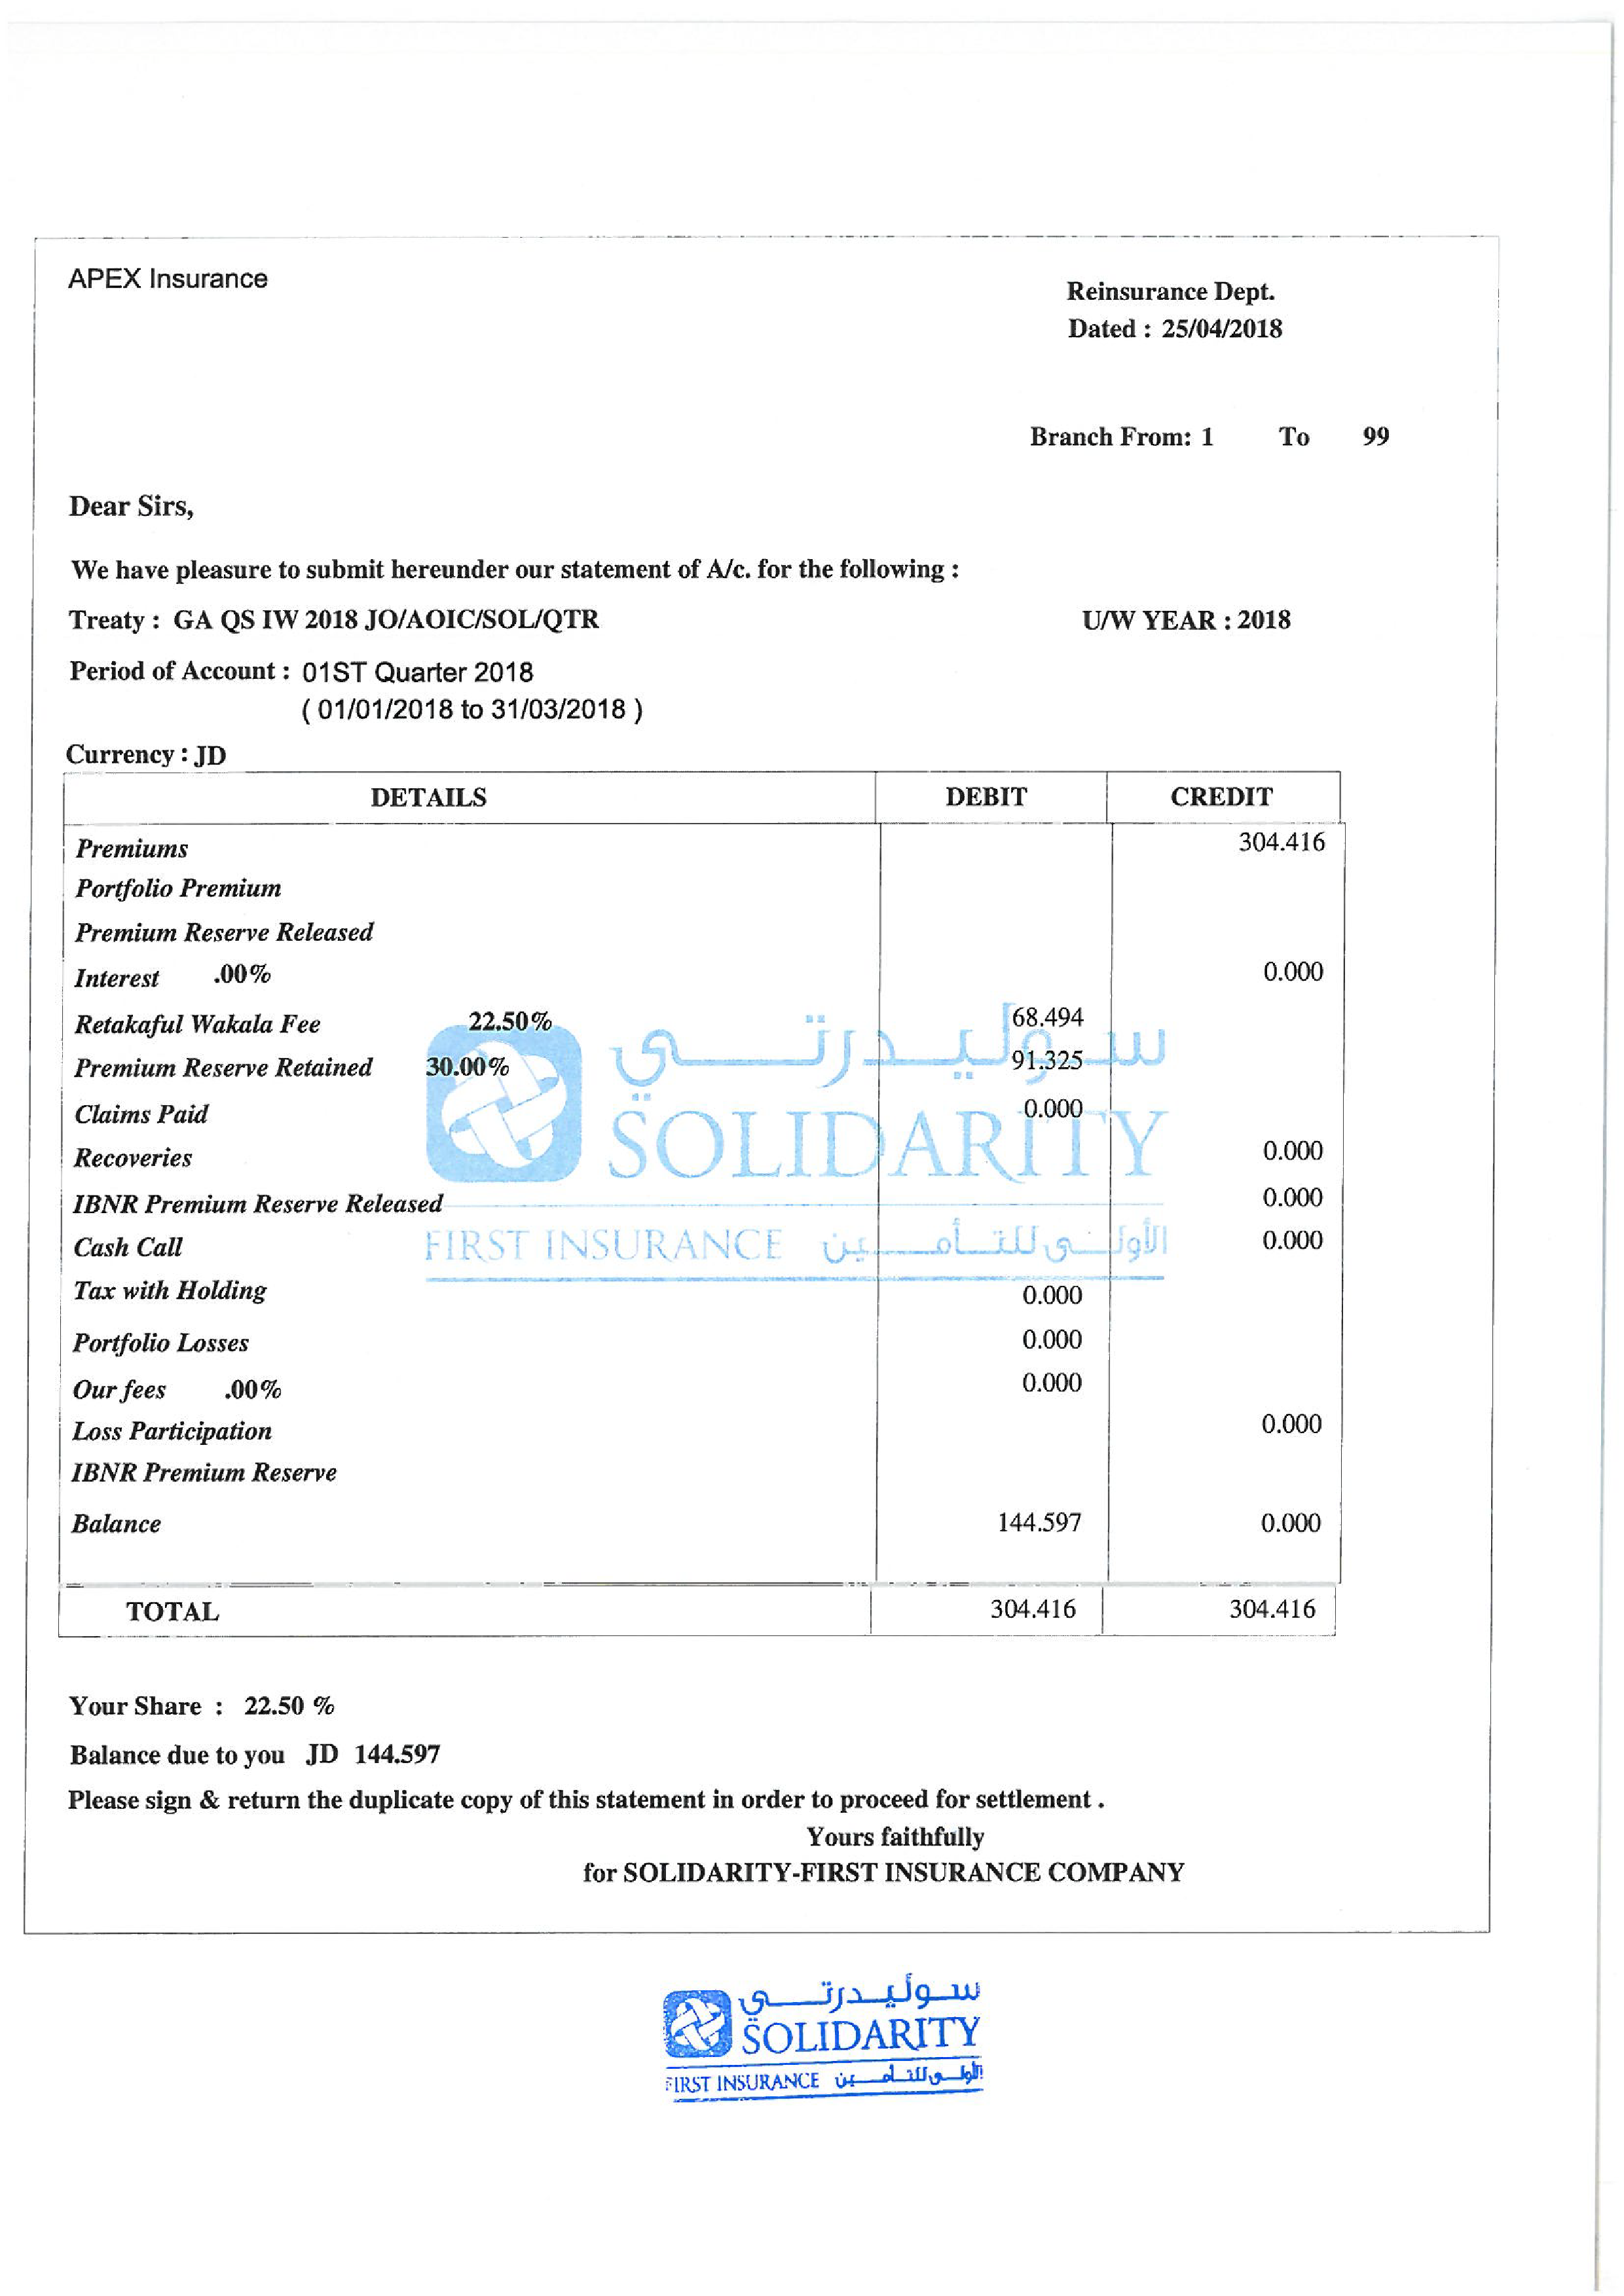 APEX Insurance
Reinsurance Dept.
Dated : 25/04/2018
Branch From: 1 To 99
Dear Sirs,
We have pleasure to submit hereunder our statement of A/c. for the following :
Treaty : GA QS IW 2018 JO/AOIC/SOL/QTR U/W YEAR : 2018
Period of Account : 01ST Quarter 2018
( 01/01/2018 to 31/03/2018 )
Currency : JD
DETAILS DEBIT CREDIT
Premiums 304.416
Portfolio Premium
Premium Reserve Released
Interest .00% 0.000
Retakaful Wakala Fee 22.50% 68.494
Premium Reserve Retained 30.00% 91.325
Claims Paid 0.000
Recoveries 0.000
IBNR Premium Reserve Released 0.000
Cash Call 0.000
Tax with Holding 0.000
Portfolio Losses 0.000
Our fees .00% 0.000
Loss Participation 0.000
IBNR Premium Reserve
Balance 144.597 0.000
TOTAL 304.416 304.416
سوليدرتي
SOLIDARITY
FIRST INSURANCE الأولى للتأمين
Your Share : 22.50 %
Balance due to you JD 144.597
Please sign & return the duplicate copy of this statement in order to proceed for settlement .
Yours faithfully
for SOLIDARITY-FIRST INSURANCE COMPANY
سوليدرتي
SOLIDARITY
FIRST INSURANCE الأولى للتأمين